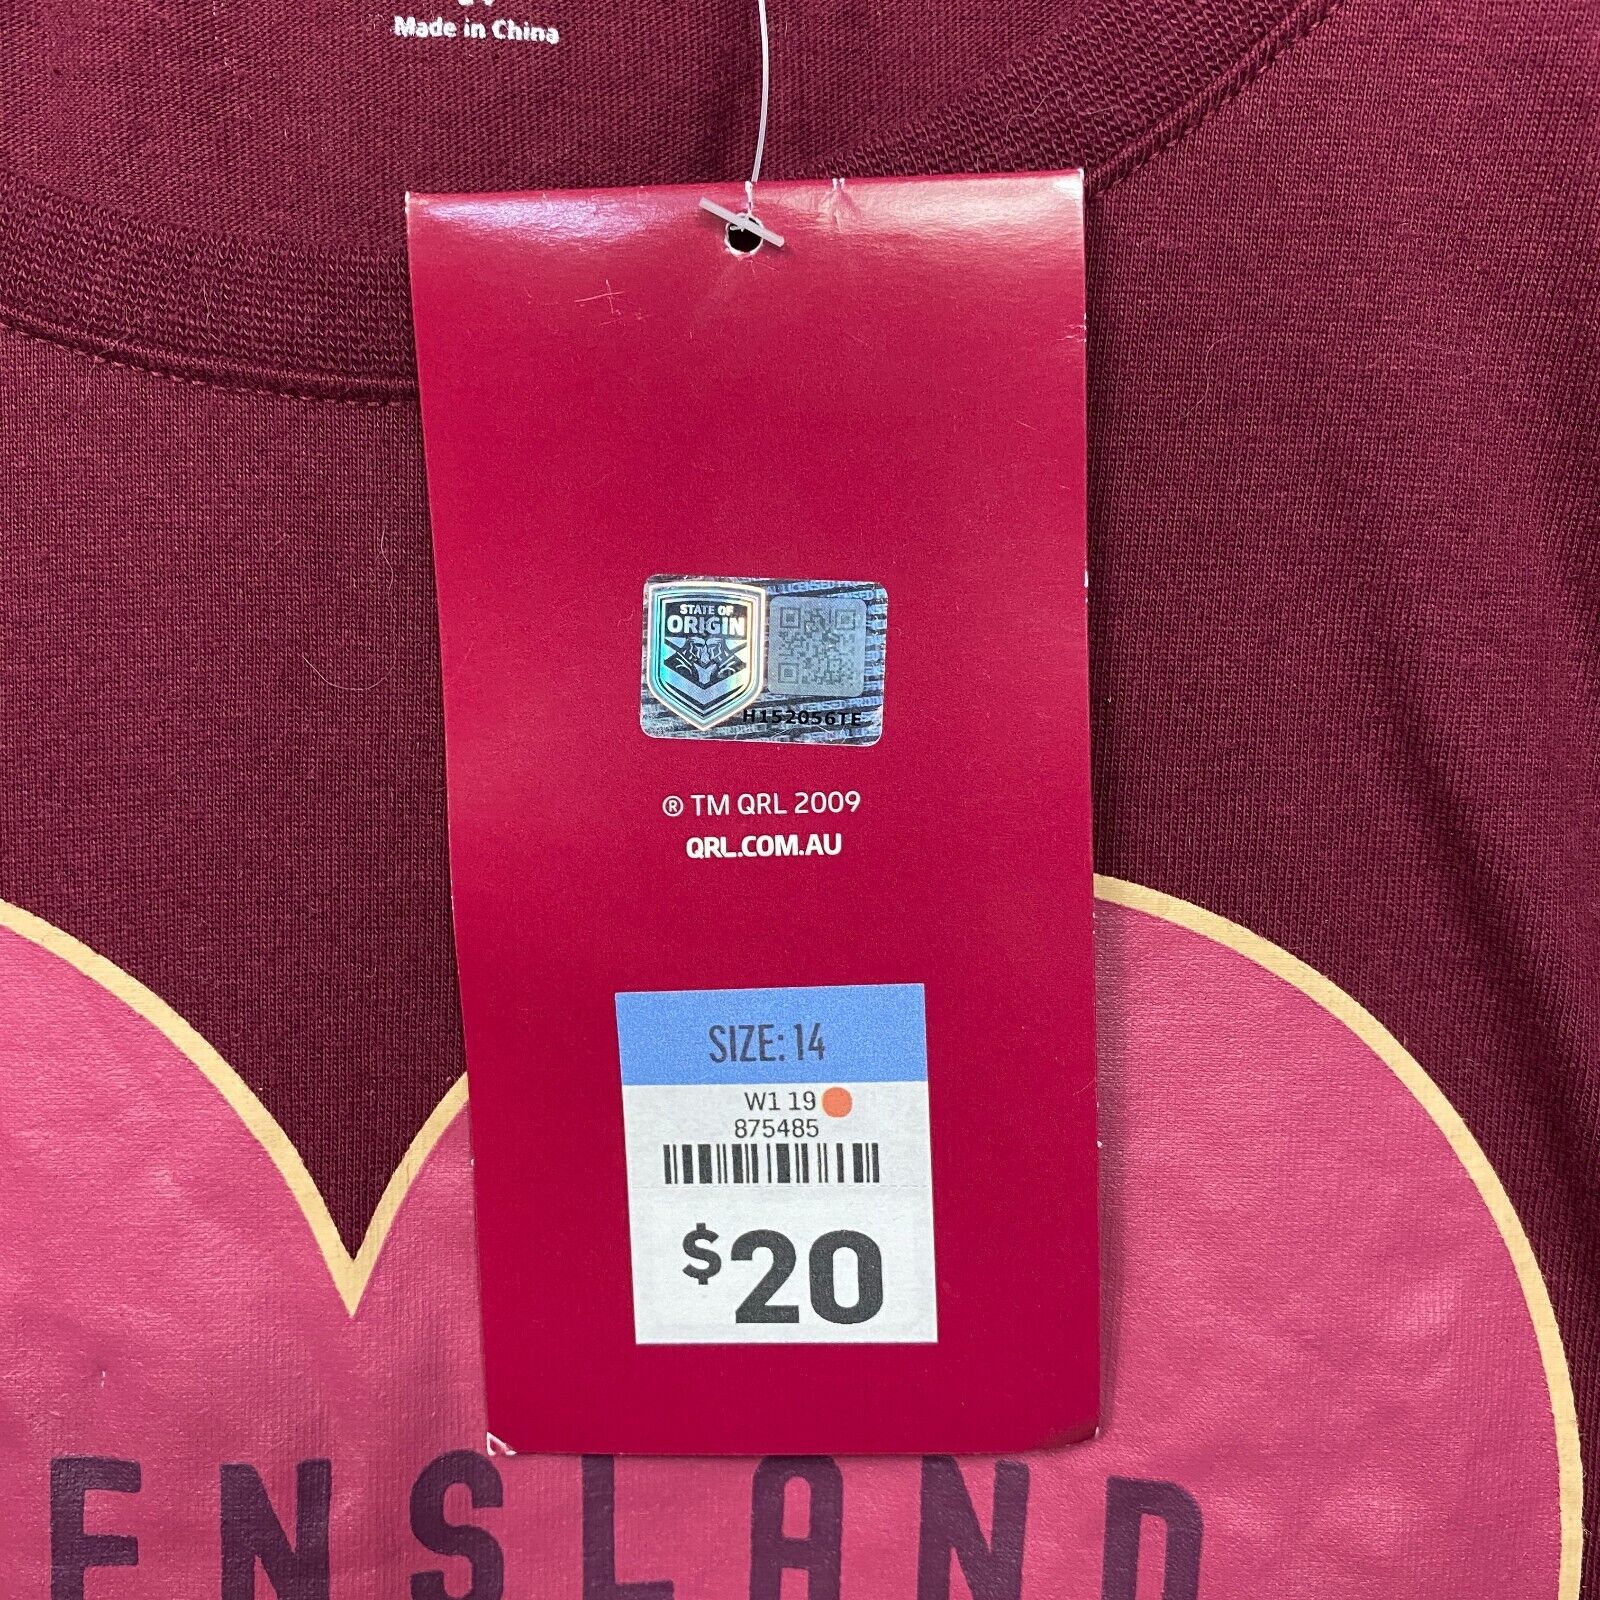 Made in China
STATE OF
ORIGIN
H152056TE
® TM QRL 2009
QRL.COM.AU
SIZE: 14
W1 19
875485
$20
ENSLAND